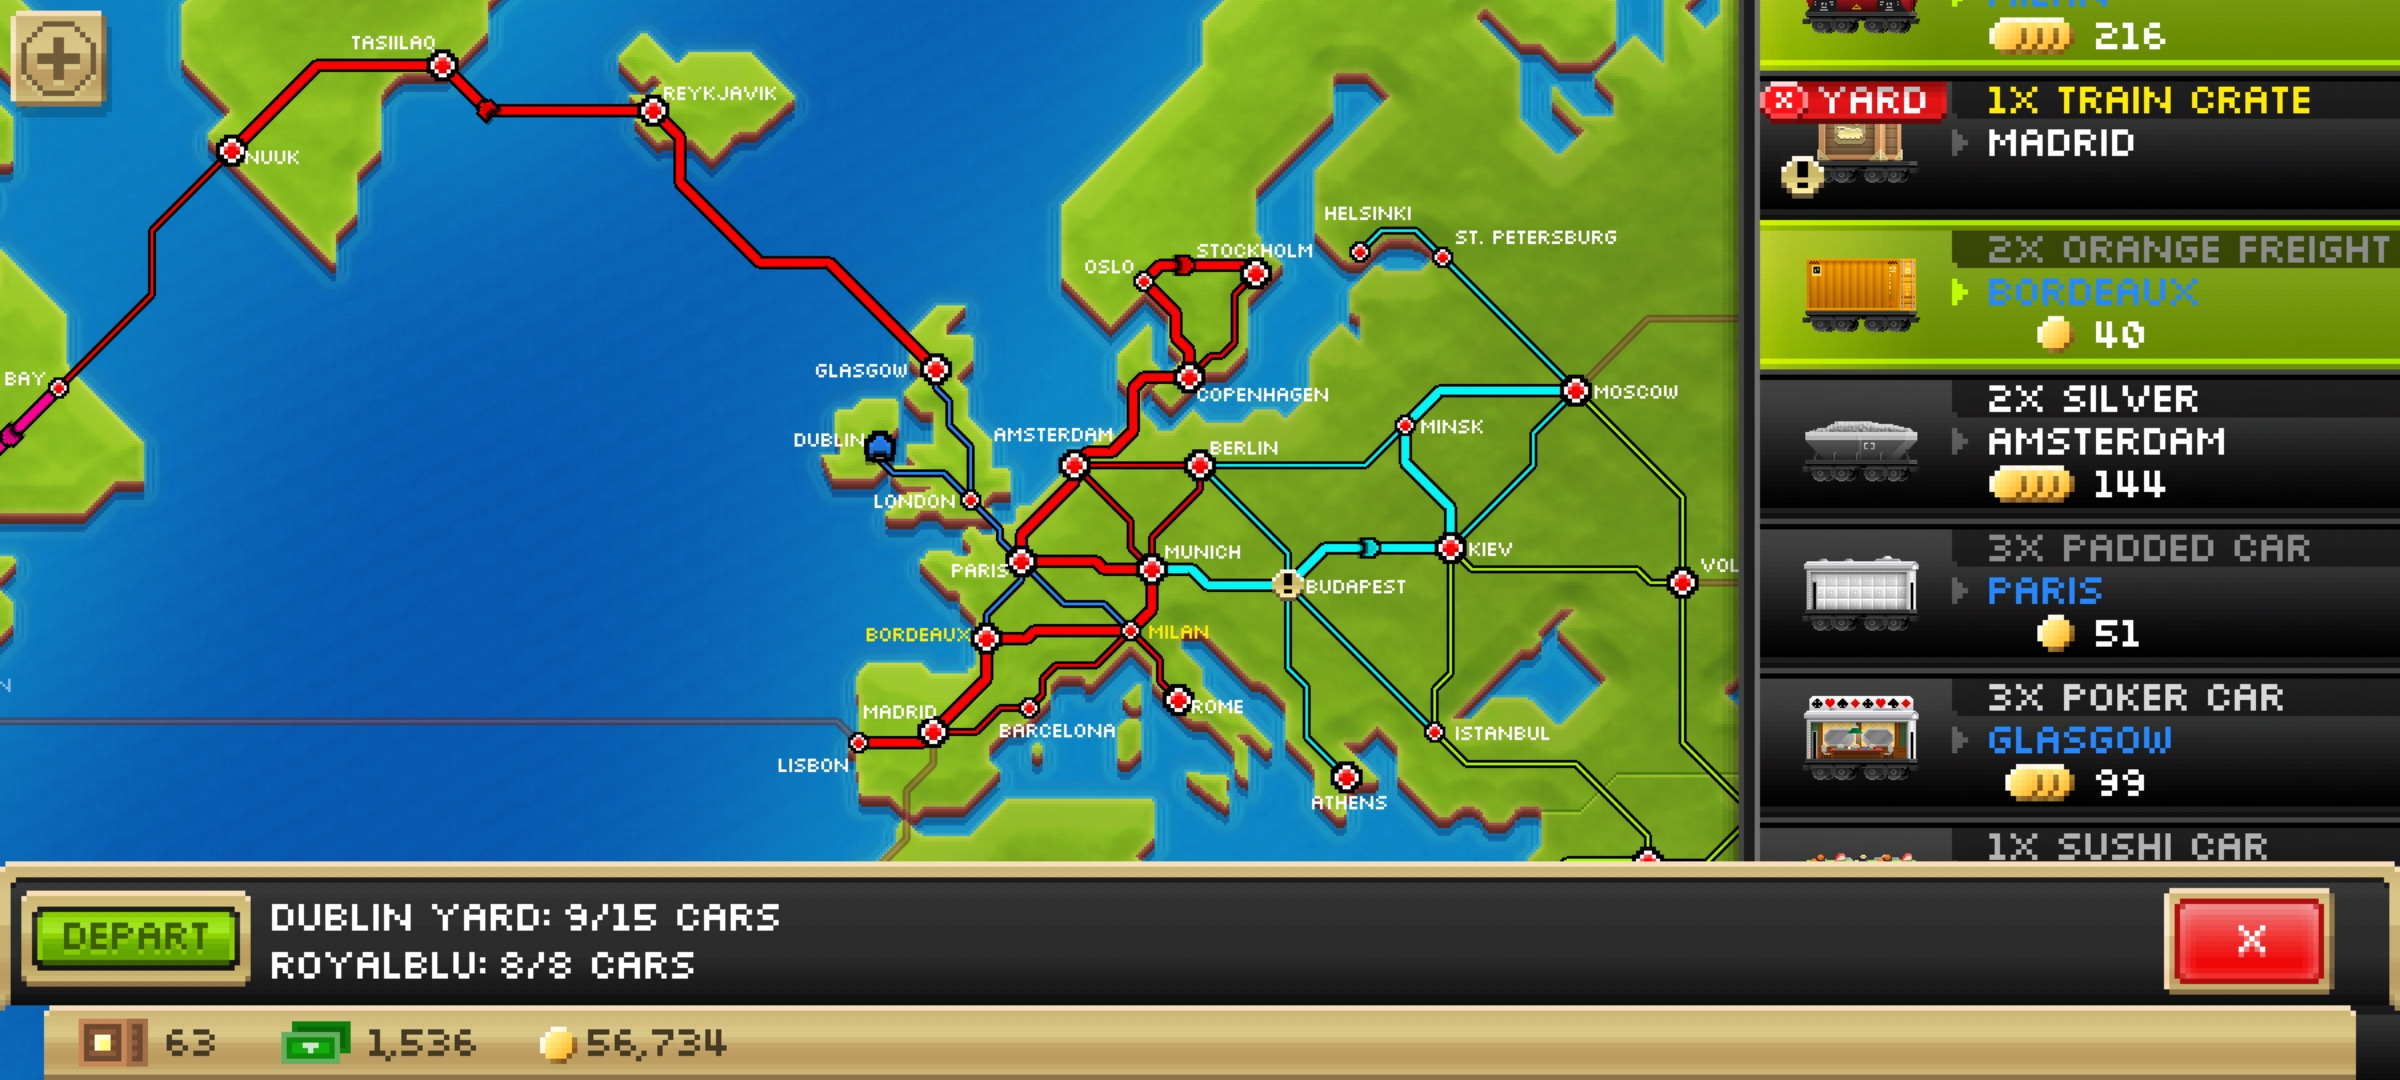 TASIILAQ
REYKJAVIK
NUUK
BAY
GLASGOW
DUBLIN
LONDON
OSLO
STOCKHOLM
HELSINKI
ST. PETERSBURG
COPENHAGEN
AMSTERDAM
BERLIN
MINSK
MOSCOW
PARIS
MUNICH
BUDAPEST
KIEV
VOL
BORDEAUX
MILAN
MADRID
BARCELONA
ROME
LISBON
ISTANBUL
ATHENS
N
MILAN
216
YARD
1X TRAIN CRATE
MADRID
2X ORANGE FREIGHT
BORDEAUX
40
2X SILVER
AMSTERDAM
144
3X PADDED CAR
PARIS
51
3X POKER CAR
GLASGOW
99
1X SUSHI CAR
DEPART
DUBLIN YARD: 9/15 CARS
ROYALBLU: 8/8 CARS
X
63
1,536
56,734